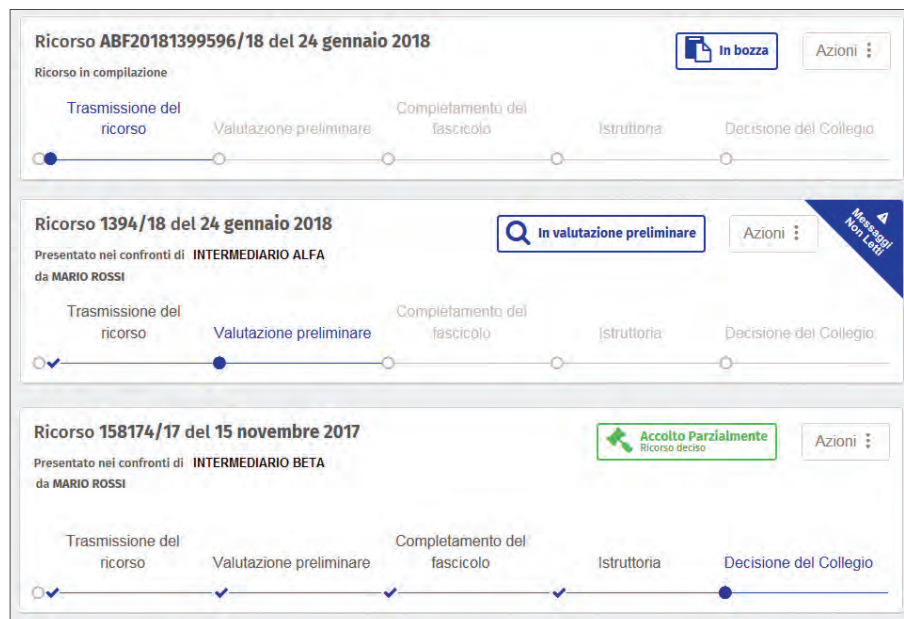 Ricorso ABF20181399596/18 del 24 gennaio 2018
In bozza
Azioni
Ricorso in compilazione
Trasmissione del
ricorso
Valutazione preliminare
Completamento del
fascicolo
Istruttoria
Decisione del Collegio
Ricorso 1394/18 del 24 gennaio 2018
In valutazione preliminare
Azioni
Messaggi
Non Letti
Presentato nei confronti di INTERMEDIARIO ALFA
da MARIO ROSSI
Trasmissione del
ricorso
Valutazione preliminare
Completamento del
fascicolo
Istruttoria
Decisione del Collegio
Ricorso 158174/17 del 15 novembre 2017
Accolto Parzialmente
Ricorso deciso
Azioni
Presentato nei confronti di INTERMEDIARIO BETA
da MARIO ROSSI
Trasmissione del
ricorso
Valutazione preliminare
Completamento del
fascicolo
Istruttoria
Decisione del Collegio